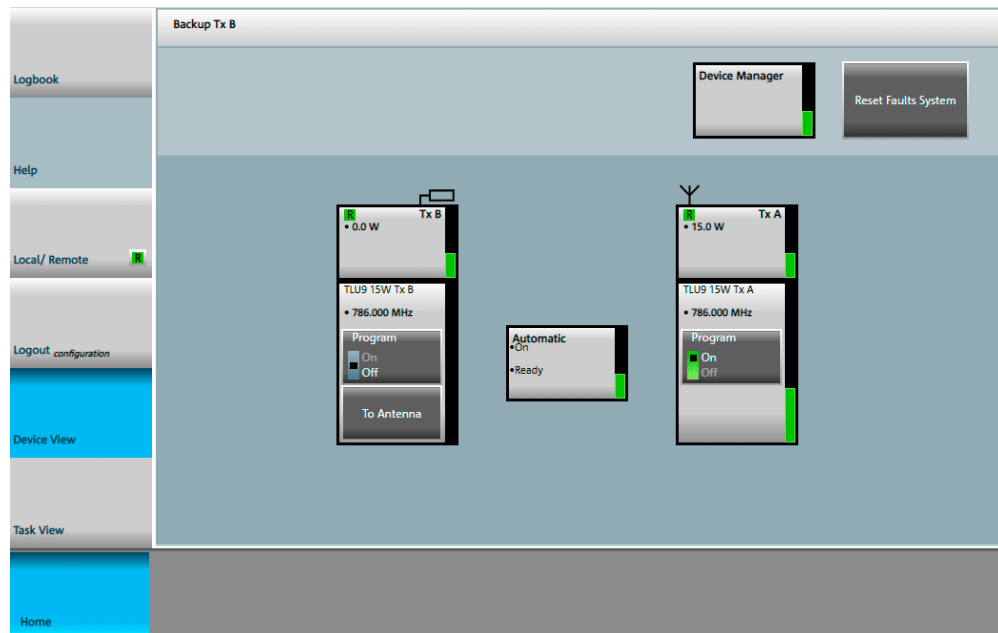 Backup Tx B
Logbook
Device Manager
Reset Faults System
Help
Local/ Remote R
Logout configuration
Device View
Task View
Home
R Tx B
• 0.0 W
TLU9 15W Tx B
• 786.000 MHz
Program
On
Off
To Antenna
Automatic
•On
•Ready
R Tx A
• 15.0 W
TLU9 15W Tx A
• 786.000 MHz
Program
On
Off